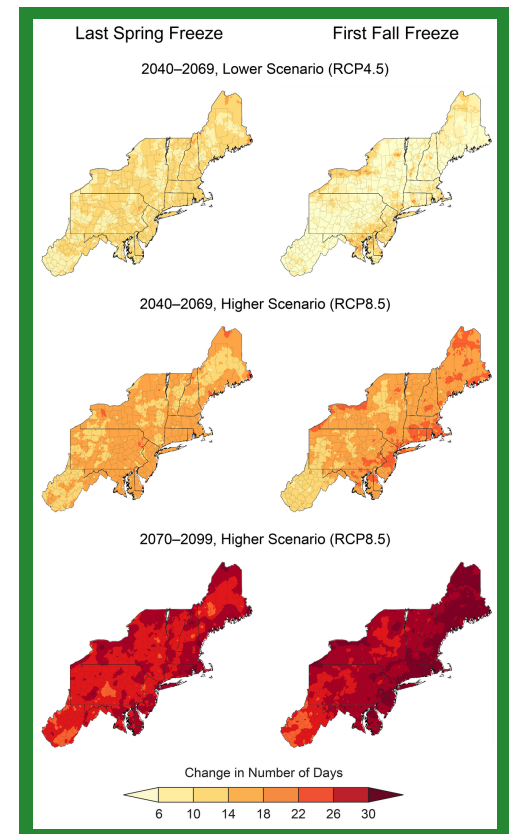 Last Spring Freeze First Fall Freeze
2040–2069, Lower Scenario (RCP4.5)
2040–2069, Higher Scenario (RCP8.5)
2070–2099, Higher Scenario (RCP8.5)
Change in Number of Days
6 10 14 18 22 26 30